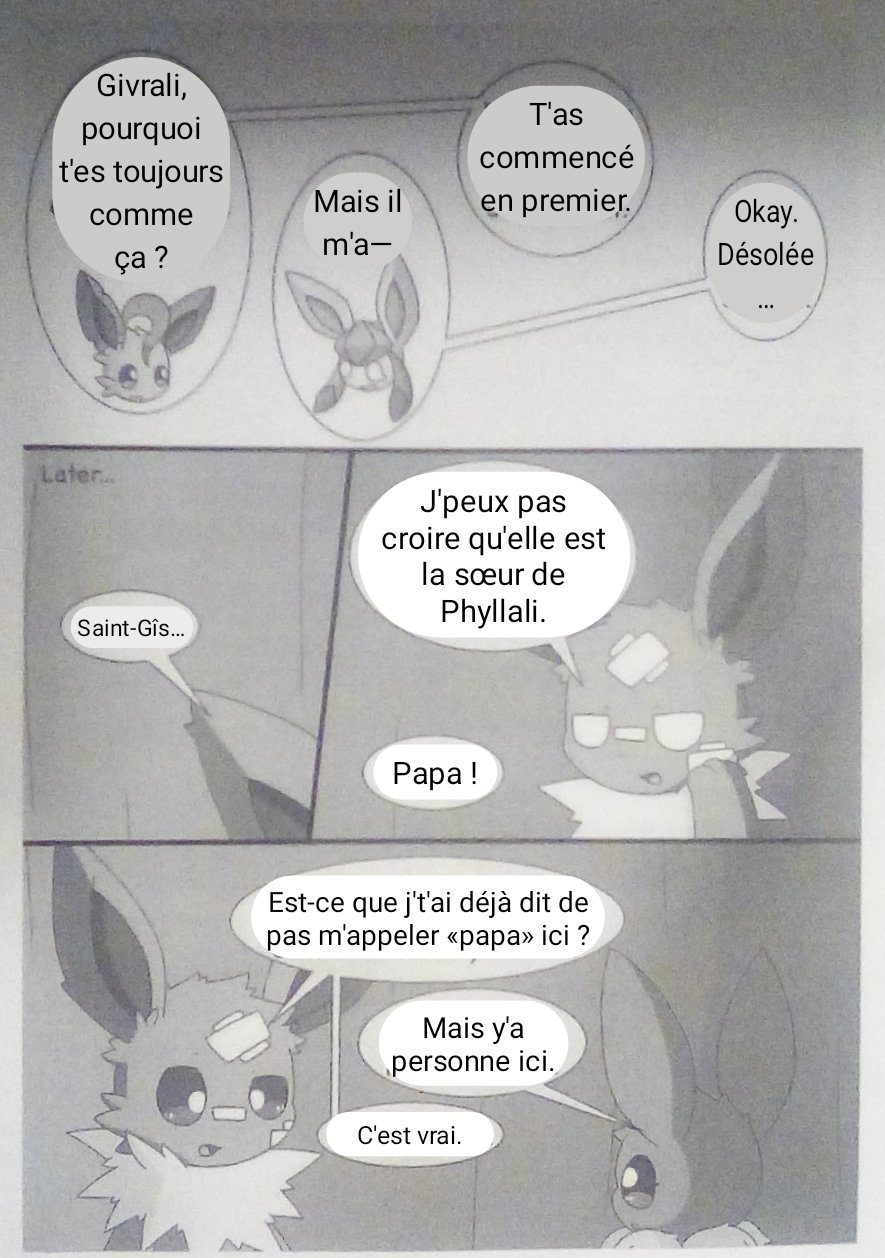 Givrali,
pourquoi
t'es toujours
comme
ça ?
T'as
commencé
en premier.
Mais il
m'a—
Okay.
Désolée
...
Later...
Saint-Gîs...
J'peux pas
croire qu'elle est
la sœur de
Phyllali.
Papa !
Est-ce que j't'ai déjà dit de
pas m'appeler «papa» ici ?
Mais y'a
personne ici.
C'est vrai.